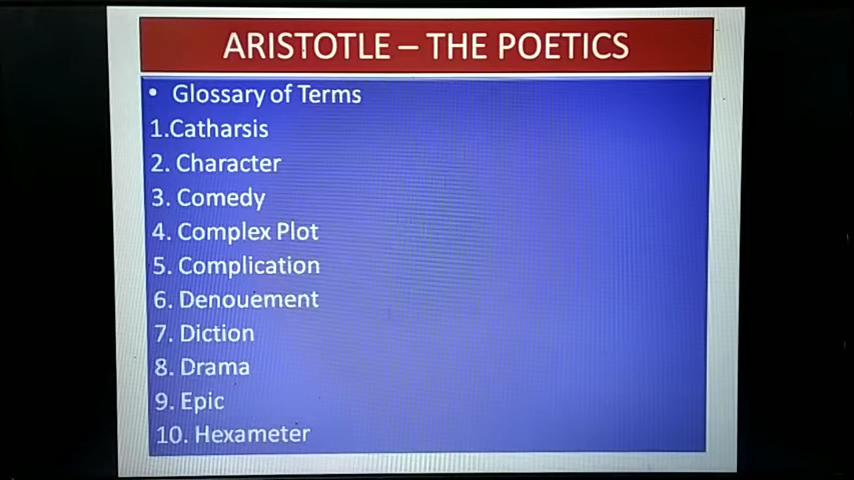 ARISTOTLE – THE POETICS
• Glossary of Terms
1.Catharsis
2. Character
3. Comedy
4. Complex Plot
5. Complication
6. Denouement
7. Diction
8. Drama
9. Epic
10. Hexameter